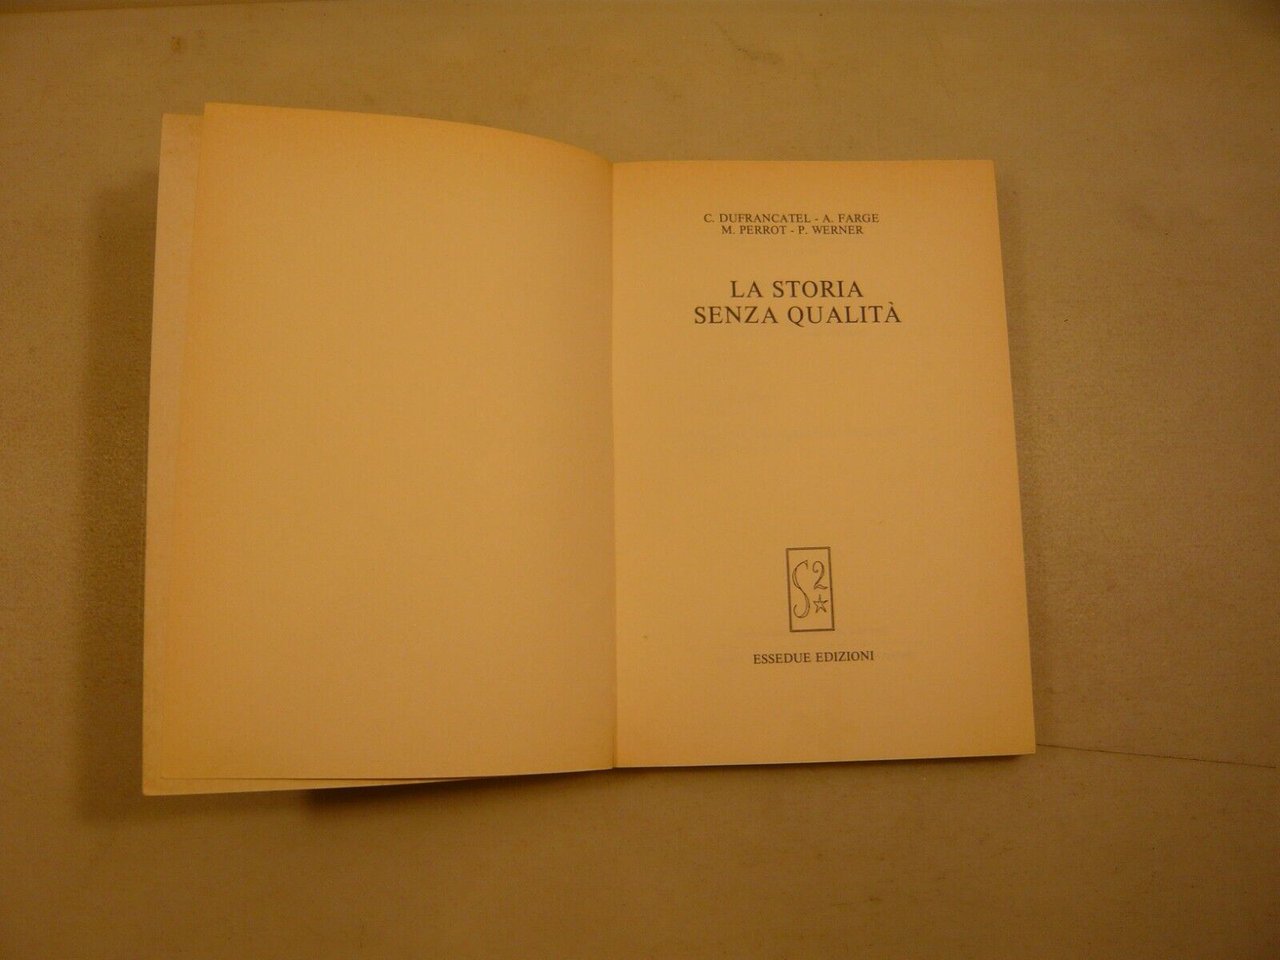 C. DUFRANCATEL - A. FARGE
M. PERROT - P. WERNER
LA STORIA
SENZA QUALITÀ
S2
ESSEDUE EDIZIONI